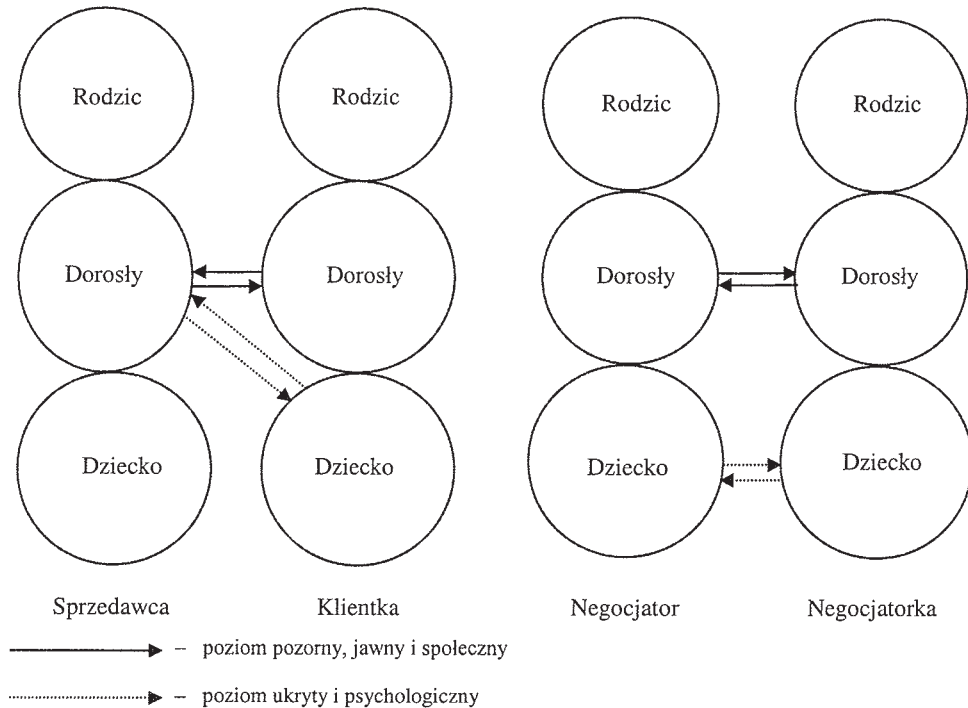 Rodzic Rodzic Rodzic Rodzic
Dorosły Dorosły Dorosły Dorosły
Dziecko Dziecko Dziecko Dziecko
Sprzedawca Klientka Negocjator Negocjatorka
– poziom pozorny, jawny i społeczny
– poziom ukryty i psychologiczny